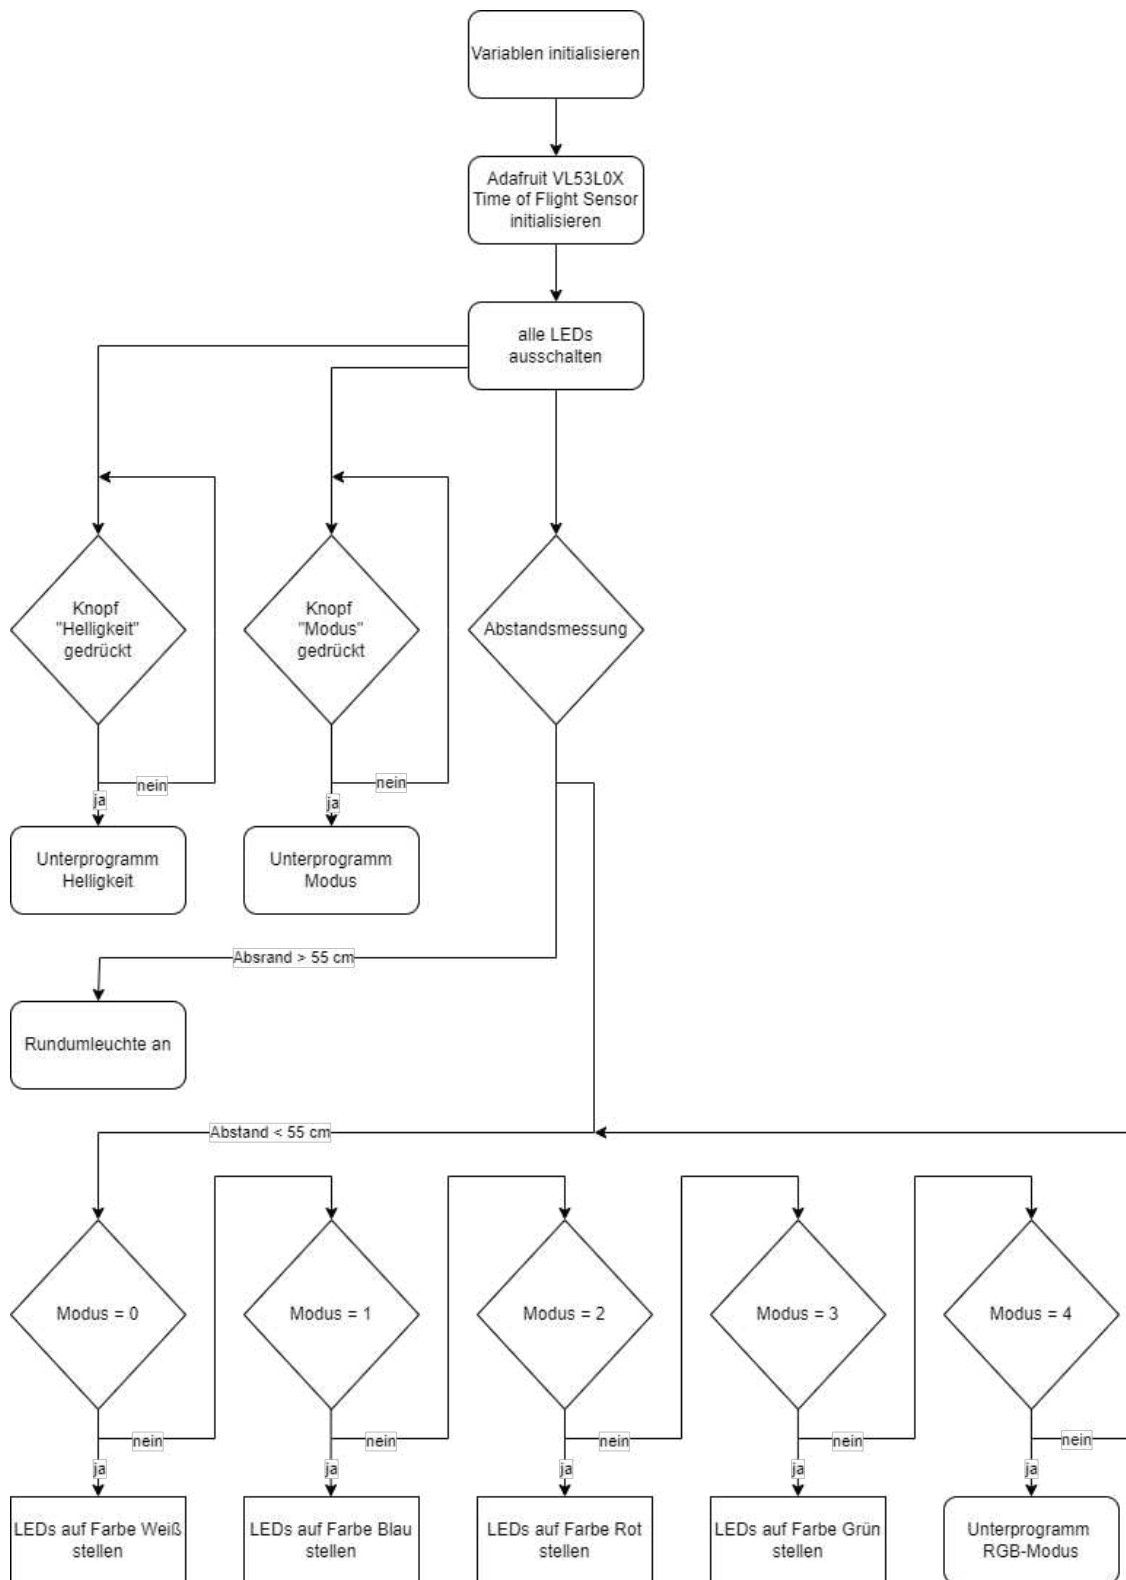 Variablen initialisieren
Adafruit VL53L0X
Time of Flight Sensor
initialisieren
alle LEDs
ausschalten
Knopf
"Helligkeit"
gedrückt
Knopf
"Modus"
gedrückt
Abstandsmessung
nein
ja
nein
ja
Unterprogramm
Helligkeit
Unterprogramm
Modus
Absrand > 55 cm
Rundumleuchte an
Abstand < 55 cm
Modus = 0
Modus = 1
Modus = 2
Modus = 3
Modus = 4
nein
nein
nein
nein
nein
ja
ja
ja
ja
ja
LEDs auf Farbe Weiß
stellen
LEDs auf Farbe Blau
stellen
LEDs auf Farbe Rot
stellen
LEDs auf Farbe Grün
stellen
Unterprogramm
RGB-Modus